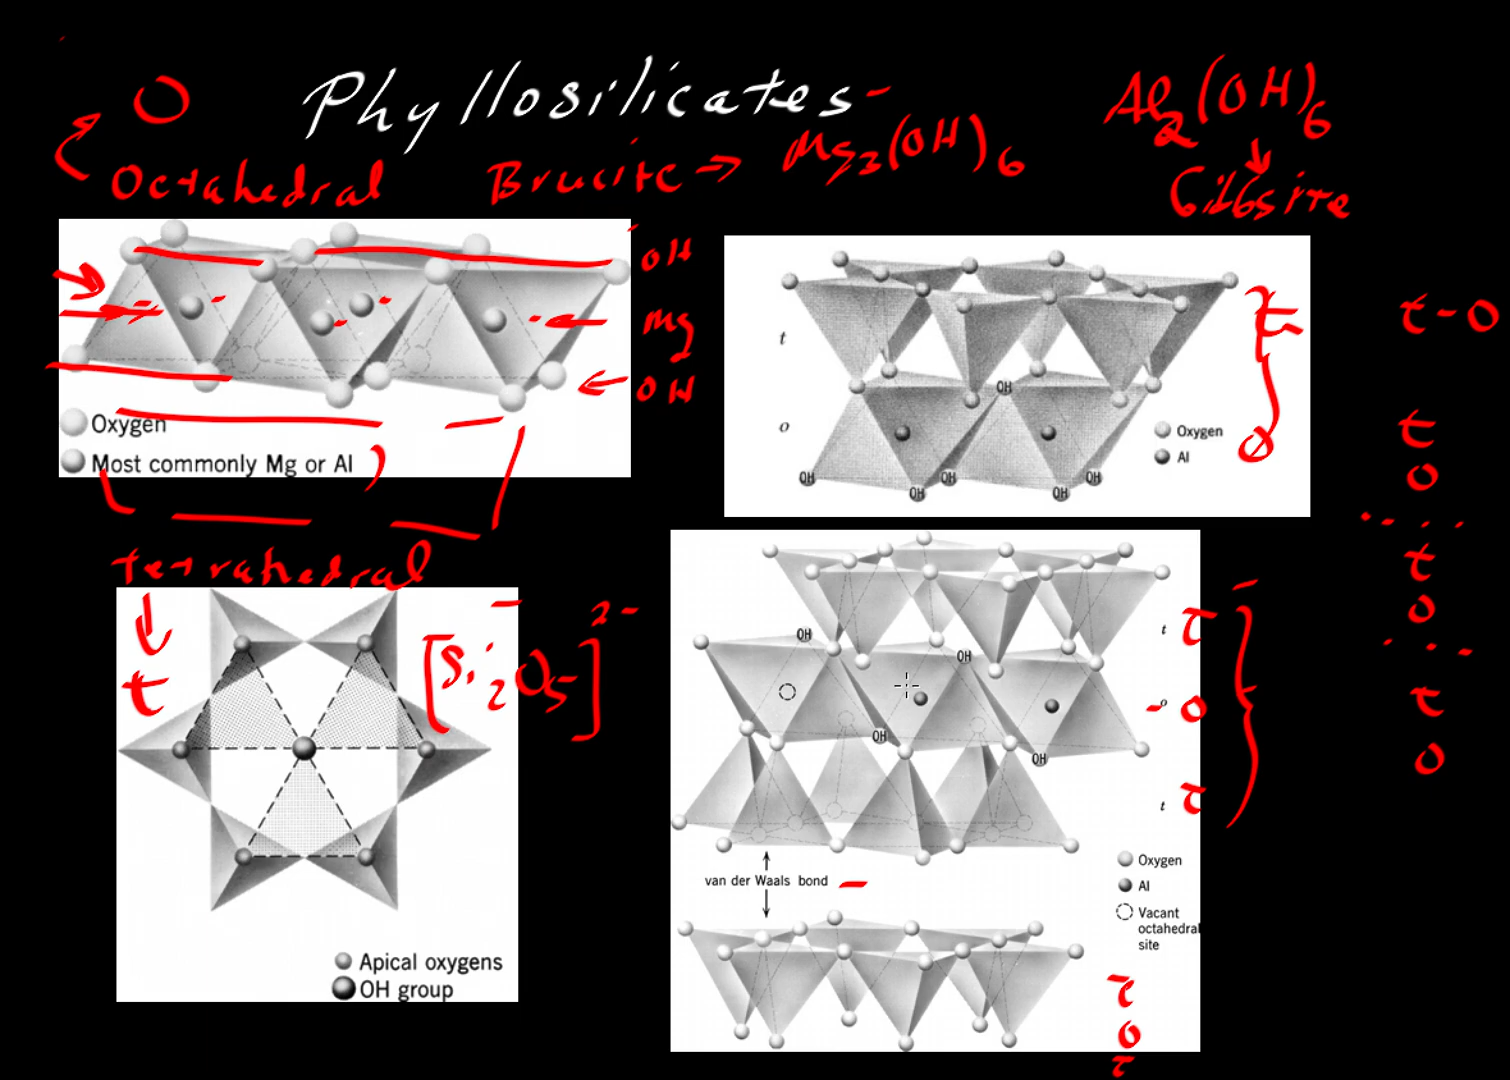 Phyllosilicates-
O
Octahedral
Brucite → Mg3(OH)6
Al2(OH)6
↓
Gibbsite
OH
Mg
OH
Oxygen
Most commonly Mg or Al
t
o
OH
OH
OH
OH
OH
OH
Oxygen
Al
t
o
t-o
t
o
.....
t
o
.....
t
o
tetrahedral
↓
t
[Si2O5]2-
Apical oxygens
OH group
OH
OH
OH
OH
t
o
t
t
-o
t
van der Waals bond
Oxygen
Al
Vacant
octahedral
site
t
o
t